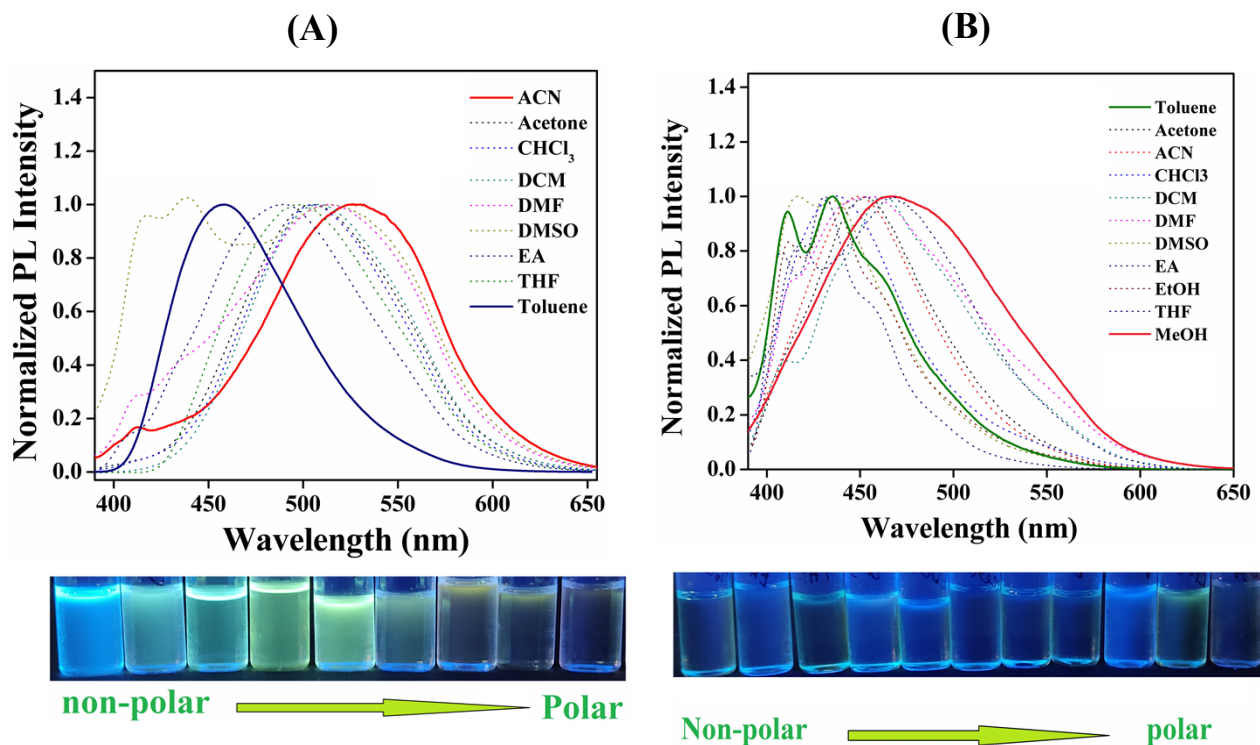 (A)
Normalized PL Intensity
1.4
1.2
1.0
0.8
0.6
0.4
0.2
0.0
ACN
Acetone
CHCl₃
DCM
DMF
DMSO
EA
THF
Toluene
400 450 500 550 600 650
Wavelength (nm)
non-polar Polar
(B)
Normalized PL Intensity
1.4
1.2
1.0
0.8
0.6
0.4
0.2
0.0
Toluene
Acetone
ACN
CHCl3
DCM
DMF
DMSO
EA
EtOH
THF
MeOH
400 450 500 550 600 650
Wavelength (nm)
Non-polar polar